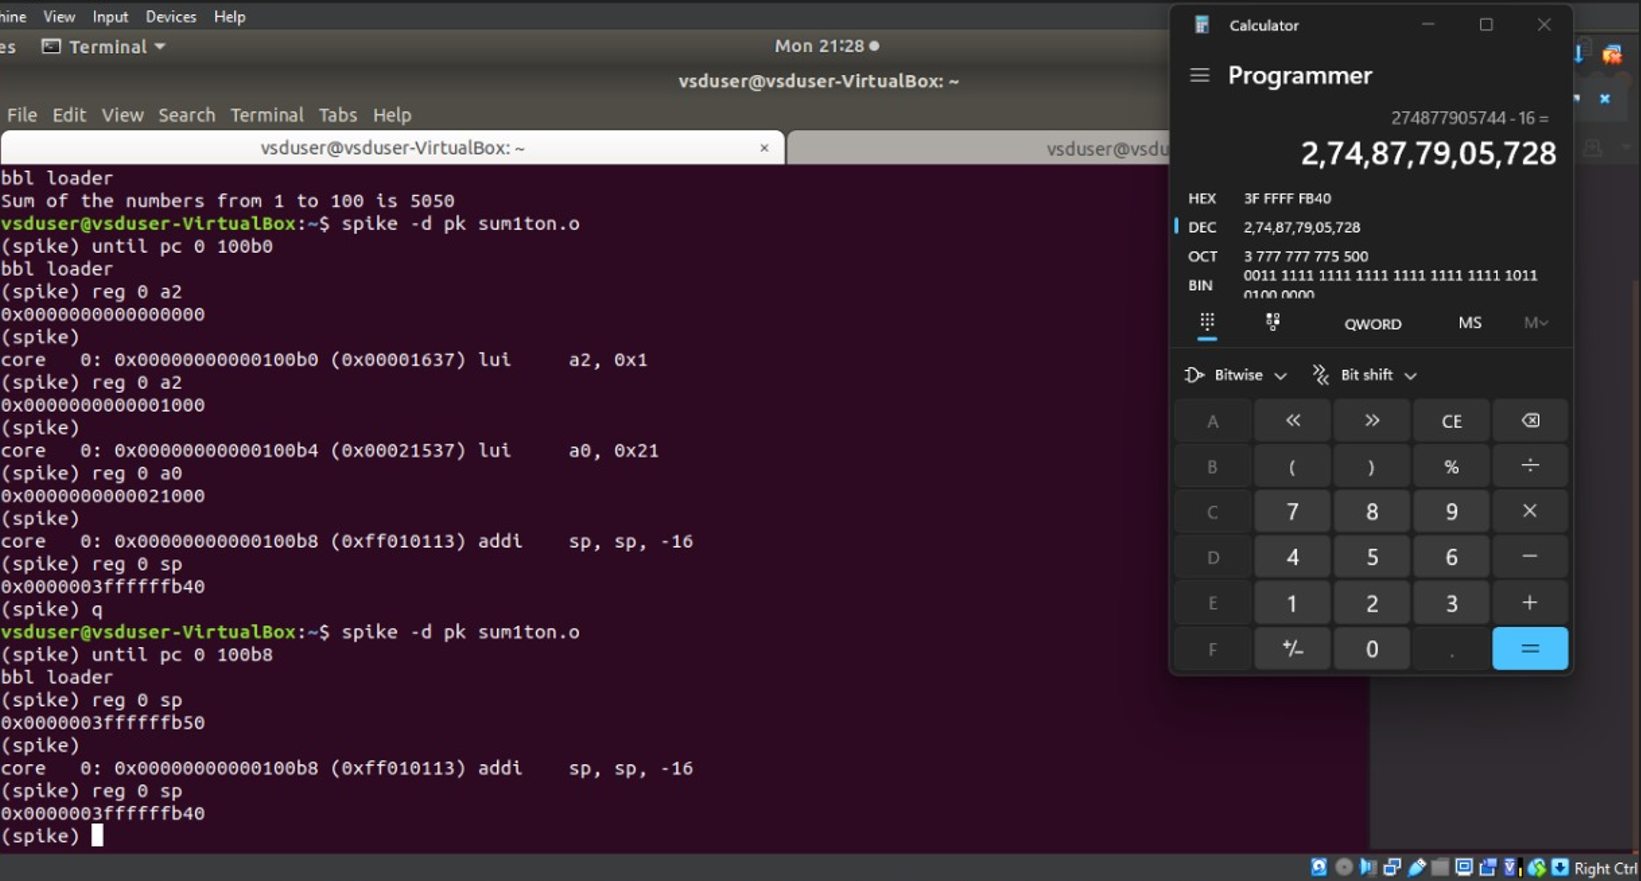 hine View Input Devices Help
es Terminal Mon 21:28
vsduser@vsduser-VirtualBox: ~
File Edit View Search Terminal Tabs Help
vsduser@vsduser-VirtualBox: ~ × vsduser@vsdu
bbl loader
Sum of the numbers from 1 to 100 is 5050
vsduser@vsduser-VirtualBox:~$ spike -d pk sum1ton.o
(spike) until pc 0 100b0
bbl loader
(spike) reg 0 a2
0x0000000000000000
(spike)
core   0: 0x00000000000100b0 (0x00001637) lui     a2, 0x1
(spike) reg 0 a2
0x0000000000001000
(spike)
core   0: 0x00000000000100b4 (0x00021537) lui     a0, 0x21
(spike) reg 0 a0
0x0000000000021000
(spike)
core   0: 0x00000000000100b8 (0xff010113) addi    sp, sp, -16
(spike) reg 0 sp
0x0000003ffffffb40
(spike) q
vsduser@vsduser-VirtualBox:~$ spike -d pk sum1ton.o
(spike) until pc 0 100b8
bbl loader
(spike) reg 0 sp
0x0000003ffffffb50
(spike)
core   0: 0x00000000000100b8 (0xff010113) addi    sp, sp, -16
(spike) reg 0 sp
0x0000003ffffffb40
(spike)
Calculator
Programmer
274877905744 - 16 =
2,74,87,79,05,728
HEX 3F FFFF FB40
DEC 2,74,87,79,05,728
OCT 3 777 777 775 500
BIN 0011 1111 1111 1111 1111 1111 1111 1011
0100 0000
QWORD MS M
Bitwise Bit shift
A « » CE
B ( ) % ÷
C 7 8 9 ×
D 4 5 6 −
E 1 2 3 +
F +/− 0 . =
Right Ctrl